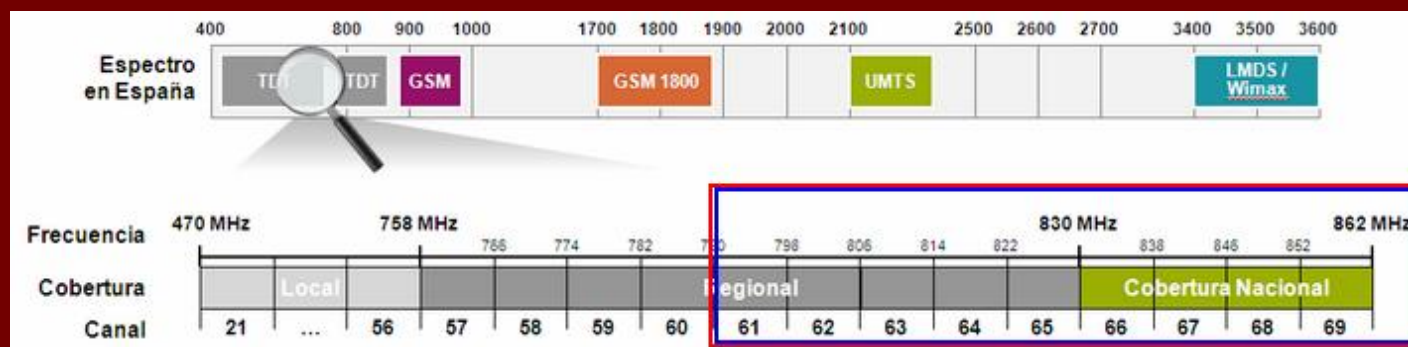 400 800 900 1000 1700 1800 1900 2000 2100 2500 2600 2700 3400 3500 3600
Espectro
en España
TDT TDT GSM GSM 1800 UMTS LMDS /
Wimax
470 MHz 758 MHz 830 MHz 862 MHz
Frecuencia
766 774 782 790 798 806 814 822 838 846 852
Cobertura Local Regional Cobertura Nacional
Canal 21 ... 56 57 58 59 60 61 62 63 64 65 66 67 68 69